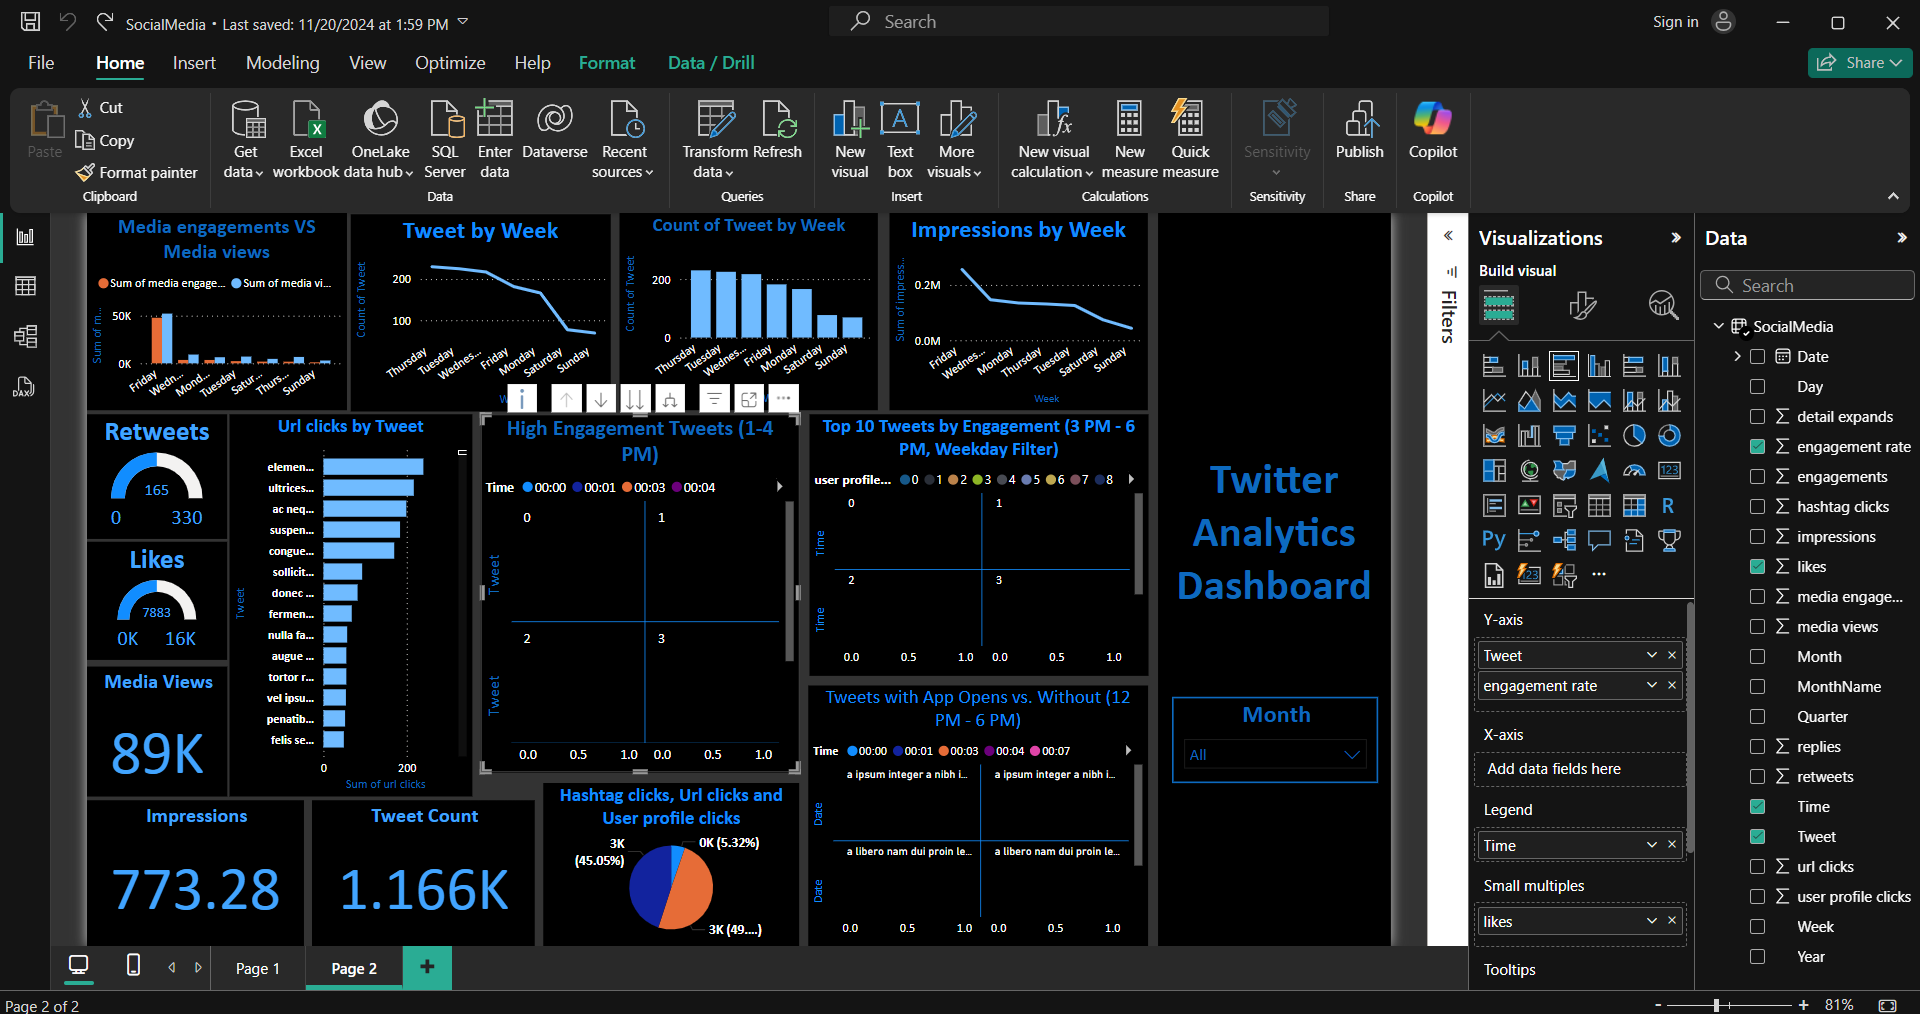 SocialMedia • Last saved: 11/20/2024 at 1:59 PM
Search
Sign in
File
Home
Insert
Modeling
View
Optimize
Help
Format
Data / Drill
Share
Paste
Cut
Copy
Format painter
Clipboard
Get data
Excel workbook
OneLake data hub
SQL Server
Enter data
Dataverse
Recent sources
Data
Transform data
Refresh
Queries
New visual
Text box
More visuals
Insert
New visual calculation
New measure
Quick measure
Calculations
Sensitivity
Sensitivity
Publish
Share
Copilot
Copilot
Media engagements VS
Media views
Sum of media engage...
Sum of media vi...
Sum of m...
50K
0K
Friday
Wedn...
Mond...
Tuesday
Satur...
Thurs...
Sunday
Tweet by Week
Count of Tweet
200
100
Thursday
Tuesday
Wednes...
Friday
Monday
Saturday
Sunday
Count of Tweet by Week
Count of Tweet
200
0
Thursday
Tuesday
Wednes...
Friday
Monday
Saturday
Sunday
Impressions by Week
Sum of impress...
0.2M
0.0M
Friday
Wednes...
Monday
Thursday
Tuesday
Saturday
Sunday
Week
Retweets
165
0
330
Likes
7883
0K
16K
Media Views
89K
Url clicks by Tweet
Tweet
elemen...
ultrices...
ac neq...
suspen...
congue...
sollicit...
donec ...
fermen...
nulla fa...
augue ...
tortor r...
vel ipsu...
penatib...
felis se...
0
200
Sum of url clicks
High Engagement Tweets (1-4
PM)
Time
00:00
00:01
00:03
00:04
0
1
2
3
Tweet
Tweet
0.0
0.5
1.0
0.0
0.5
1.0
Top 10 Tweets by Engagement (3 PM - 6
PM, Weekday Filter)
user profile...
0
1
2
3
4
5
6
7
8
0
1
2
3
Time
Time
0.0
0.5
1.0
0.0
0.5
1.0
Tweets with App Opens vs. Without (12
PM - 6 PM)
Time
00:00
00:01
00:03
00:04
00:07
a ipsum integer a nibh i...
a ipsum integer a nibh i...
a libero nam dui proin le...
a libero nam dui proin le...
Date
Date
0.0
0.5
1.0
0.0
0.5
1.0
Impressions
773.28
Tweet Count
1.166K
Hashtag clicks, Url clicks and
User profile clicks
3K
(45.05%)
0K (5.32%)
3K (49....)
Twitter
Analytics
Dashboard
Month
All
Filters
Visualizations
Build visual
R
Py
123
Y-axis
Tweet
engagement rate
X-axis
Add data fields here
Legend
Time
Small multiples
likes
Tooltips
Data
Search
SocialMedia
Date
Day
detail expands
engagement rate
engagements
hashtag clicks
impressions
likes
media engage...
media views
Month
MonthName
Quarter
replies
retweets
Time
Tweet
url clicks
user profile clicks
Week
Year
Page 1
Page 2
Page 2 of 2
81%